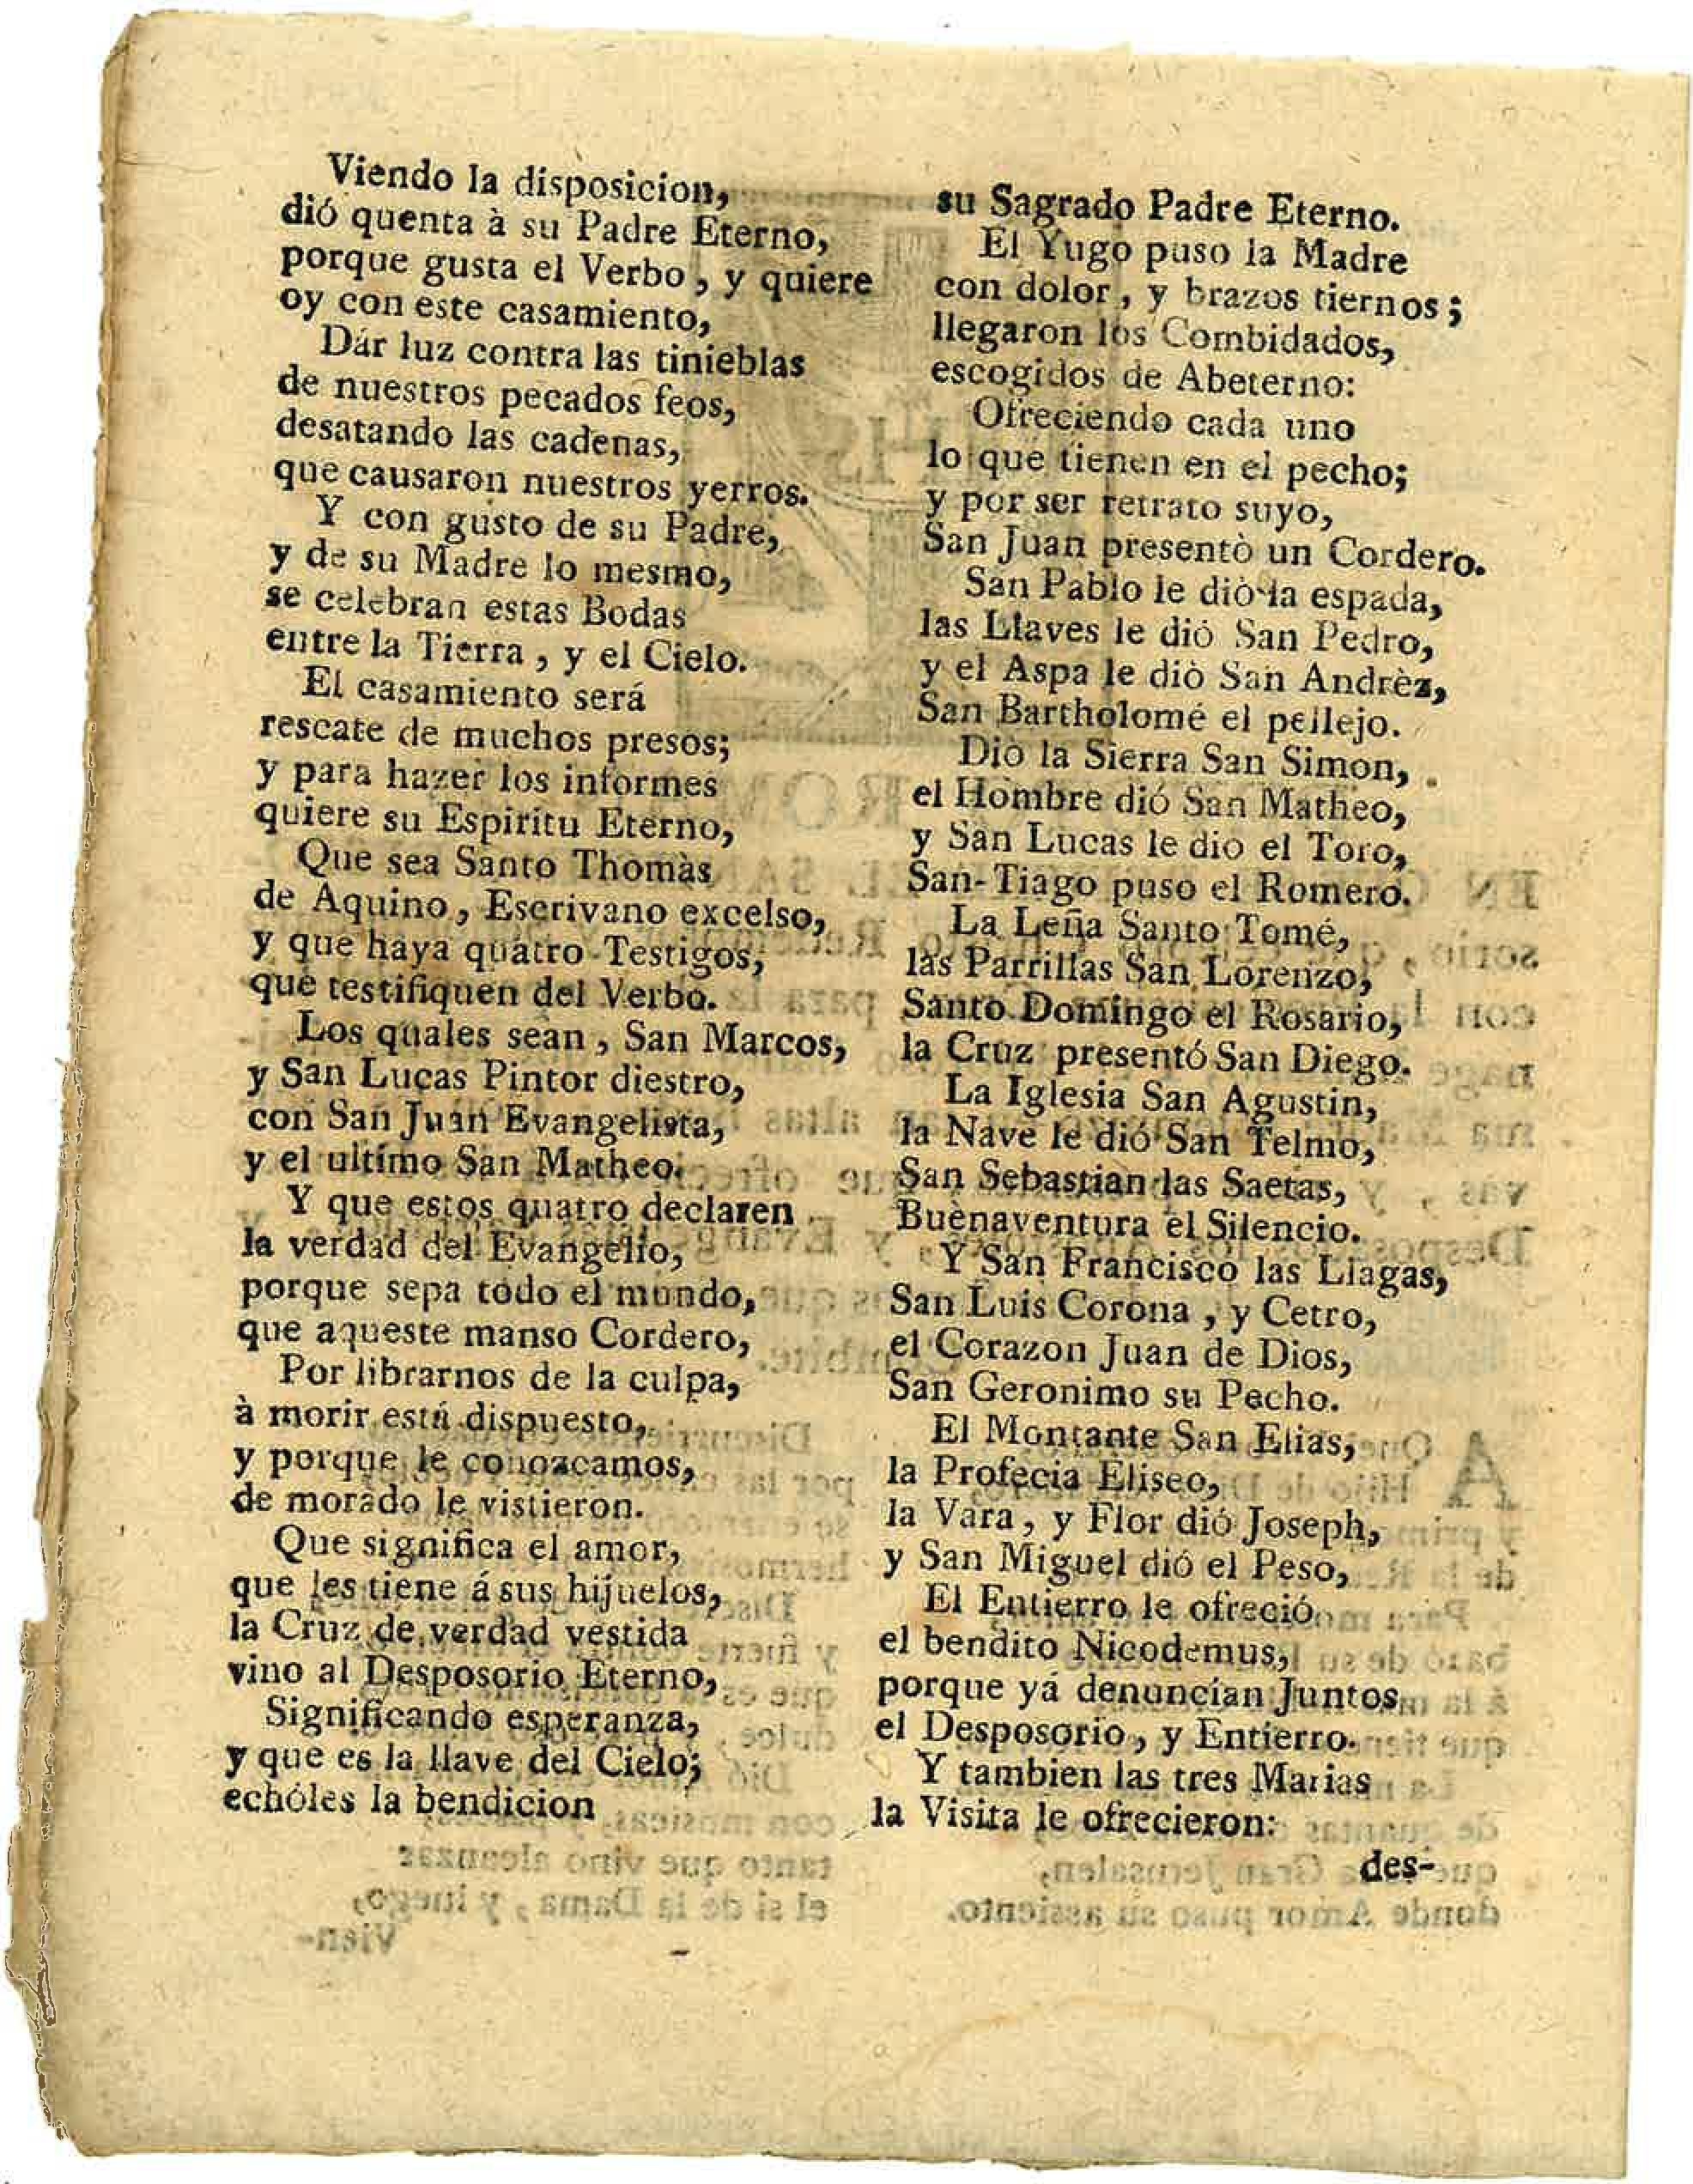 Viendo la disposicion,
dió quenta à su Padre Eterno,
porque gusta el Verbo, y quiere
oy con este casamiento,
Dár luz contra las tinieblas
de nuestros pecados feos,
desatando las cadenas,
que causaron nuestros yerros.
Y con gusto de su Padre,
y de su Madre lo mesmo,
se celebran estas Bodas
entre la Tierra, y el Cielo.
El casamiento será
rescate de muchos presos;
y para hazer los informes
quiere su Espiritu Eterno,
Que sea Santo Thomàs
de Aquino, Escrivano excelso,
y que haya quatro Testigos,
que testifiquen del Verbo.
Los quales sean, San Marcos,
y San Lucas Pintor diestro,
con San Juan Evangelista,
y el ultimo San Matheo.
Y que estos quatro declaren
la verdad del Evangelio,
porque sepa todo el mundo,
que aqueste manso Cordero,
Por librarnos de la culpa,
à morir está dispuesto,
y porque le conozcamos,
de morado le vistieron.
Que significa el amor,
que les tiene á sus hijuelos,
la Cruz de verdad vestida
vino al Desposorio Eterno,
Significando esperanza,
y que es la llave del Cielo;
echóles la bendicion
su Sagrado Padre Eterno.
El Yugo puso la Madre
con dolor, y brazos tiernos;
llegaron los Combidados,
escogidos de Abeterno:
Ofreciendo cada uno
lo que tienen en el pecho;
y por ser retrato suyo,
San Juan presentò un Cordero.
San Pablo le diò la espada,
las Llaves le dió San Pedro,
y el Aspa le diò San Andrès,
San Bartholomé el pellejo.
Diò la Sierra San Simon,
el Hombre dió San Matheo,
y San Lucas le dio el Toro,
San-Tiago puso el Romero.
La Leña Santo Tomé,
las Parrillas San Lorenzo,
Santo Domingo el Rosario,
la Cruz presentó San Diego.
La Iglesia San Agustin,
la Nave le dió San Telmo,
San Sebastian las Saetas,
Buenaventura el Silencio.
Y San Francisco las Llagas,
San Luis Corona, y Cetro,
el Corazon Juan de Dios,
San Geronimo su Pecho.
El Montante San Elias,
la Profecia Eliseo,
la Vara, y Flor dió Joseph,
y San Miguel dió el Peso,
El Entierro le ofreció
el bendito Nicodemus,
porque yá denuncian Juntos
el Desposorio, y Entierro.
Y tambien las tres Marias
la Visita le ofrecieron:
des-